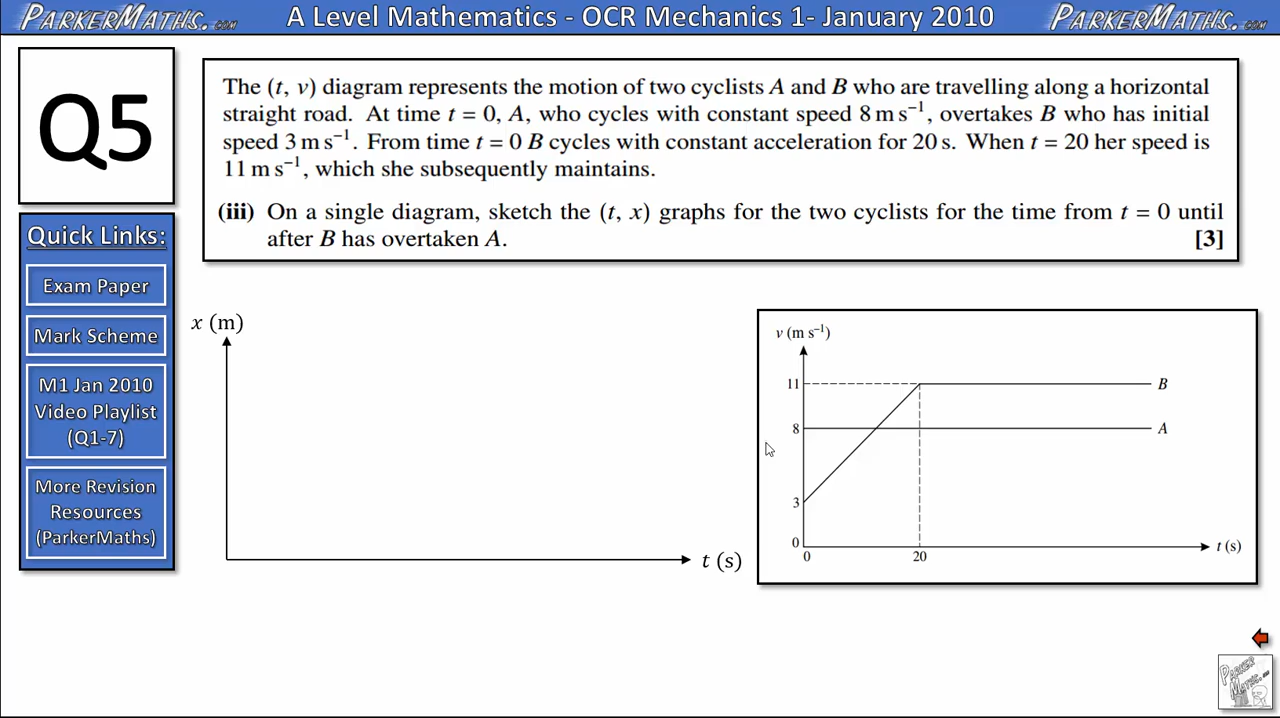 PARKERMATHS.COM
A Level Mathematics - OCR Mechanics 1- January 2010
PARKERMATHS.COM
Q5
The (t, v) diagram represents the motion of two cyclists A and B who are travelling along a horizontal
straight road. At time t = 0, A, who cycles with constant speed 8 m s⁻¹, overtakes B who has initial
speed 3 m s⁻¹. From time t = 0 B cycles with constant acceleration for 20 s. When t = 20 her speed is
11 m s⁻¹, which she subsequently maintains.
(iii) On a single diagram, sketch the (t, x) graphs for the two cyclists for the time from t = 0 until
after B has overtaken A. [3]
Quick Links:
Exam Paper
Mark Scheme
M1 Jan 2010
Video Playlist
(Q1-7)
More Revision
Resources
(ParkerMaths)
x (m)
t (s)
v (m s⁻¹)
11
B
8
A
3
0
0
20
t (s)
PARKER
MATHS.COM